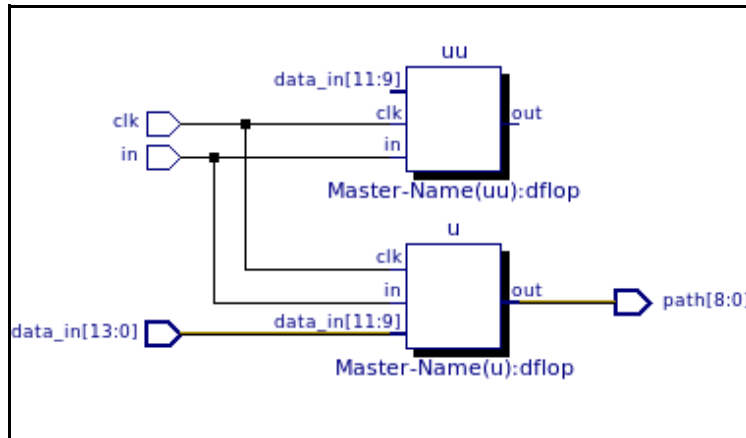 uu
data_in[11:9]
clk
clk
out
in
in
Master-Name(uu):dflop
u
clk
in
out
path[8:0]
data_in[11:9]
data_in[13:0]
Master-Name(u):dflop